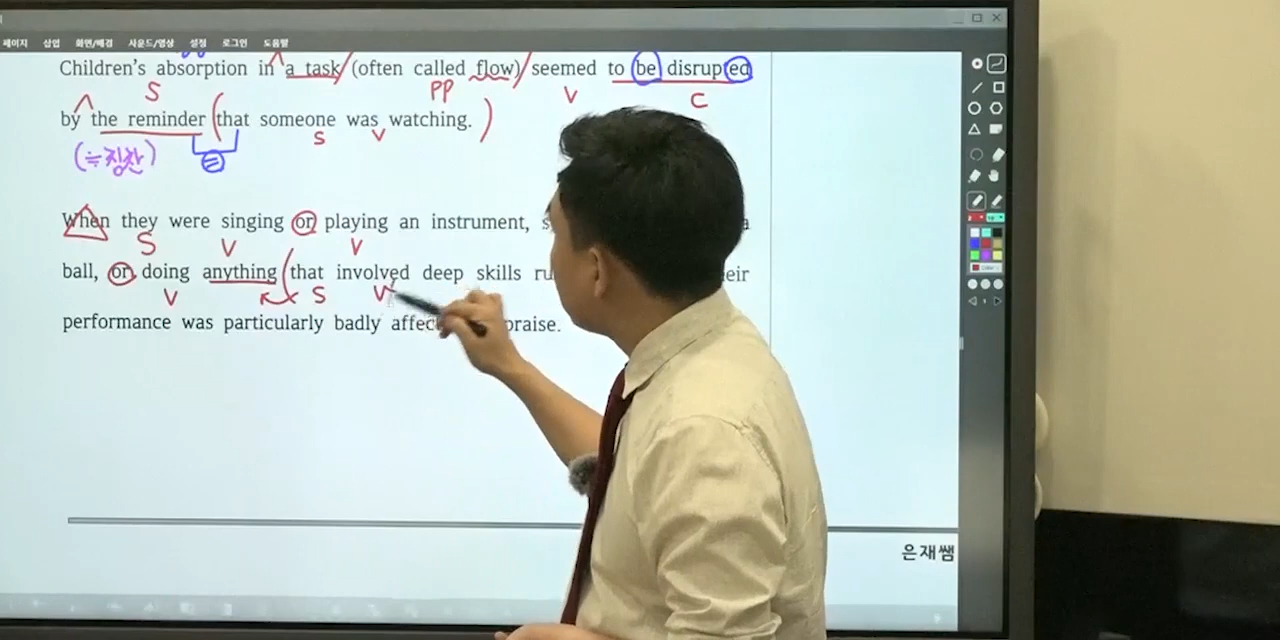 페이지 삽입 화면/배경 사운드/영상 설정 로그인 도움말
Children's absorption in a task (often called flow) seemed to be disrupted
S PP V C
by the reminder (that someone was watching.)
S V
(≒칭찬) =
When they were singing or playing an instrument, a
S V V
ball, or doing anything (that involved deep skills eir
V S V
performance was particularly badly praise.
은재쌤